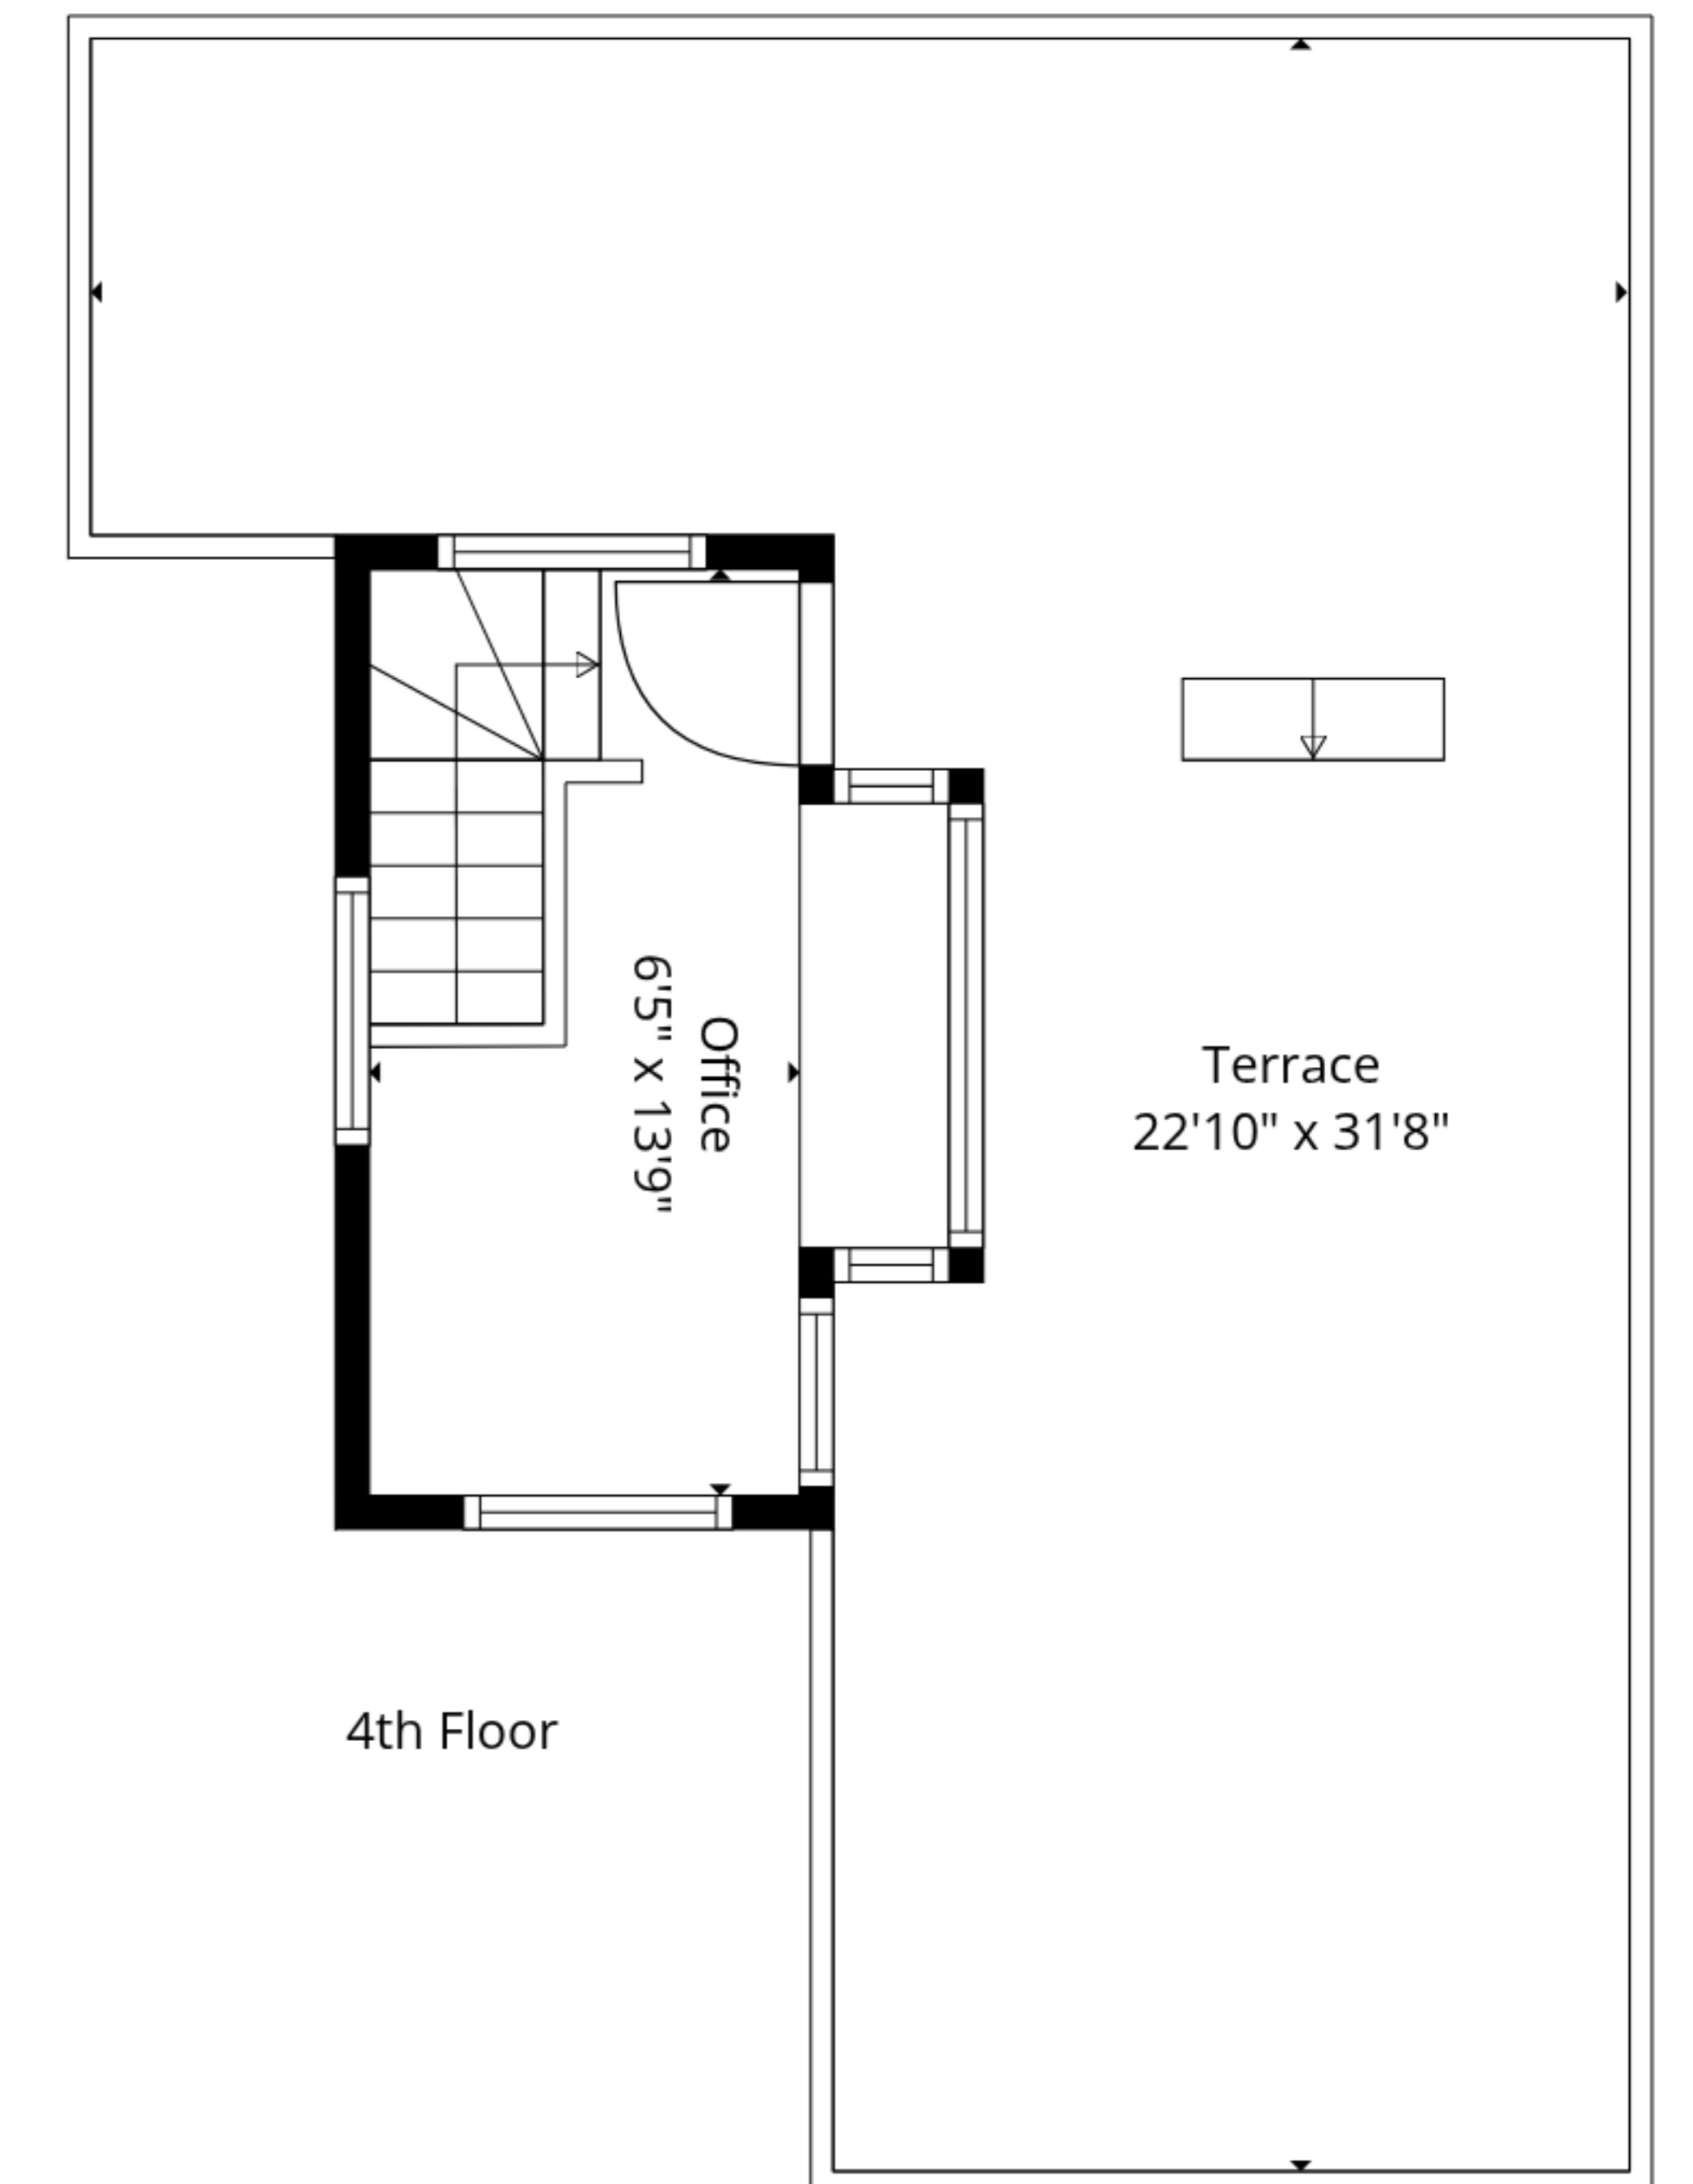 Office
6'5" x 13'9"
Terrace
22'10" x 31'8"
4th Floor